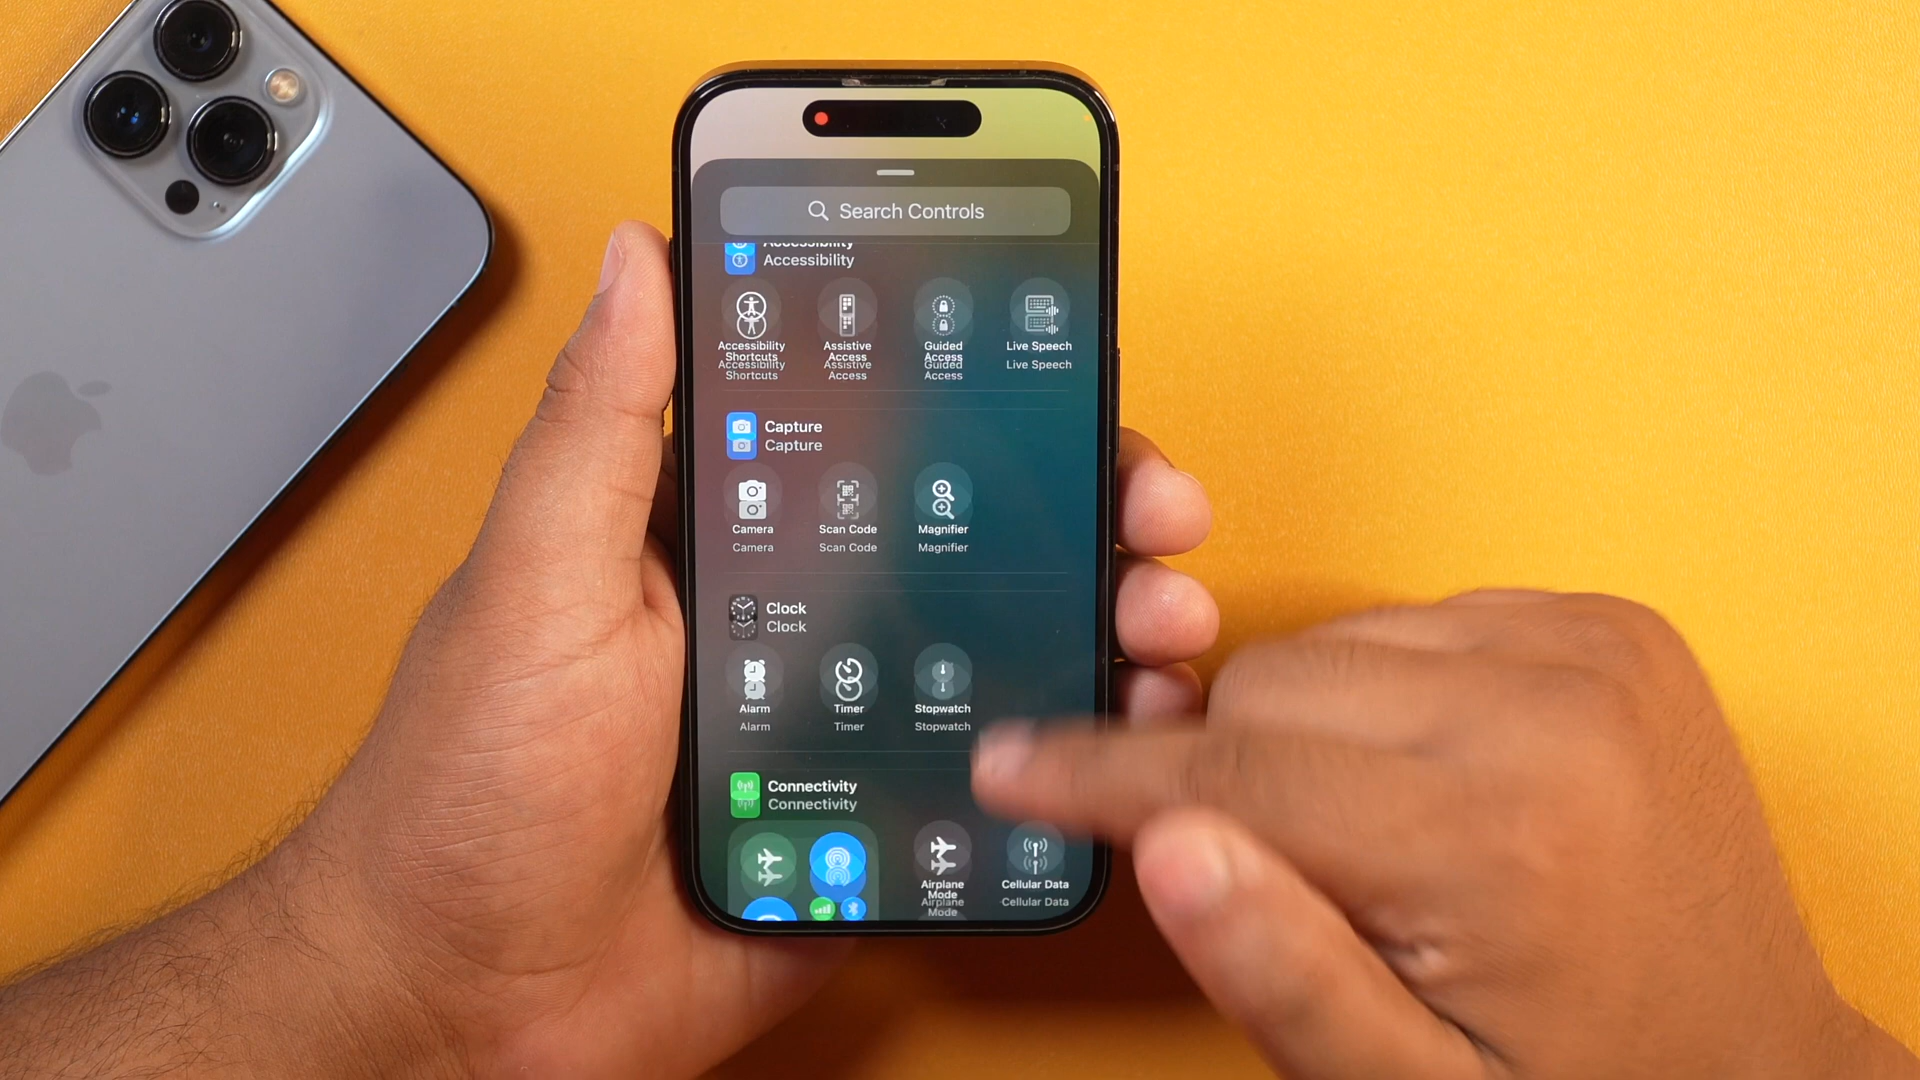 Search Controls
Accessibility
Accessibility
Accessibility Shortcuts
Assistive Access
Guided Access
Live Speech
Accessibility Shortcuts
Assistive Access
Guided Access
Live Speech
Capture
Capture
Camera
Scan Code
Magnifier
Camera
Scan Code
Magnifier
Clock
Clock
Alarm
Timer
Stopwatch
Alarm
Timer
Stopwatch
Connectivity
Connectivity
Airplane Mode
Cellular Data
Airplane Mode
Cellular Data